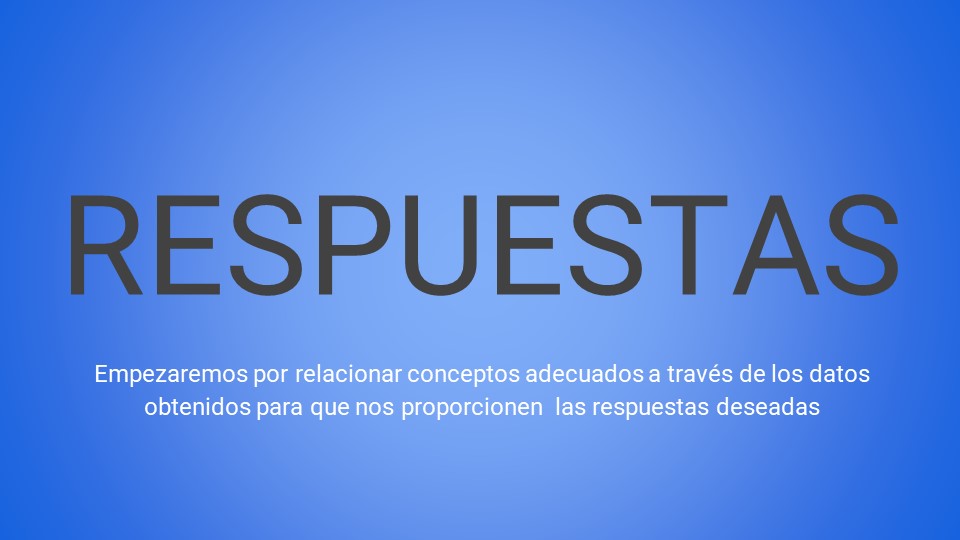 RESPUESTAS
Empezaremos por relacionar conceptos adecuados a través de los datos
obtenidos para que nos proporcionen  las respuestas deseadas